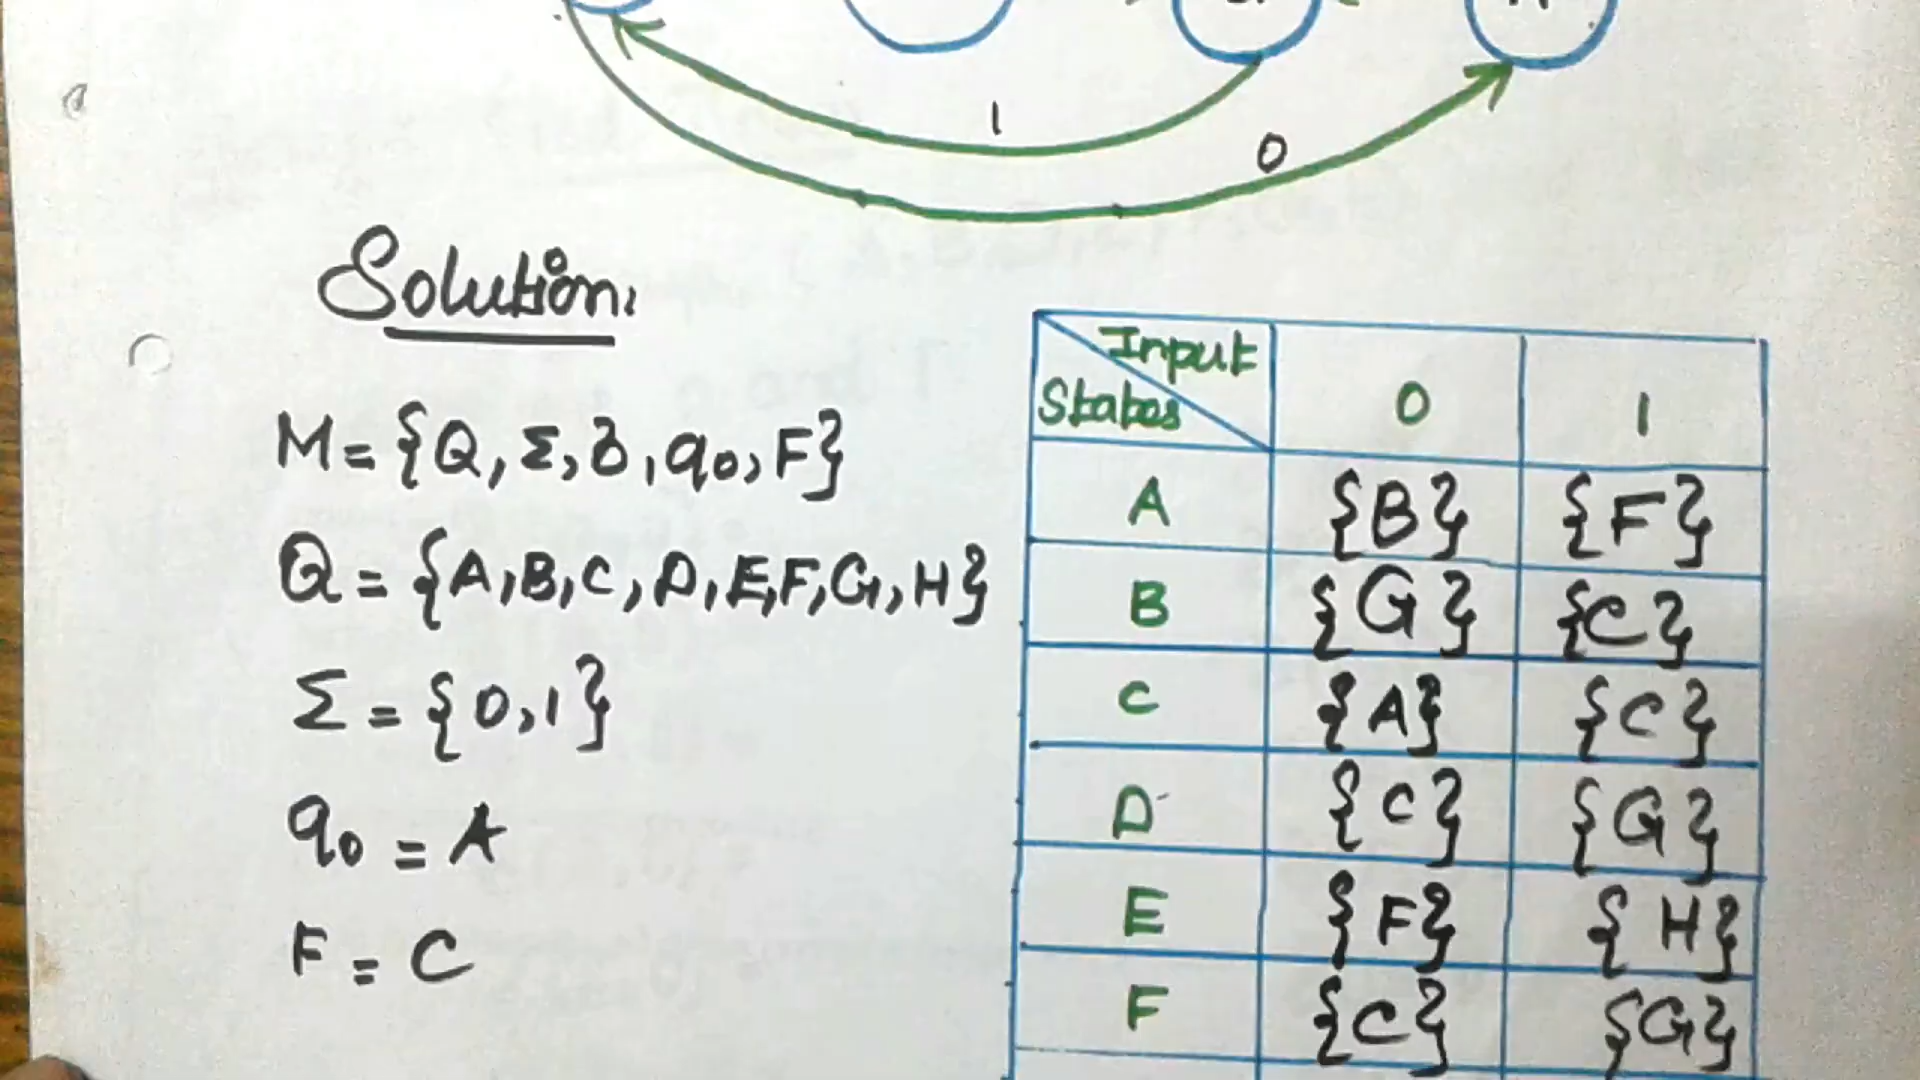 1
0
Solution:
M = {Q, Σ, δ, q0, F}
Q = {A, B, C, D, E, F, G, H}
Σ = {0, 1}
q0 = A
F = C
Input
States
0 1
A {B} {F}
B {G} {C}
C {A} {C}
D {C} {G}
E {F} {H}
F {C} {G}